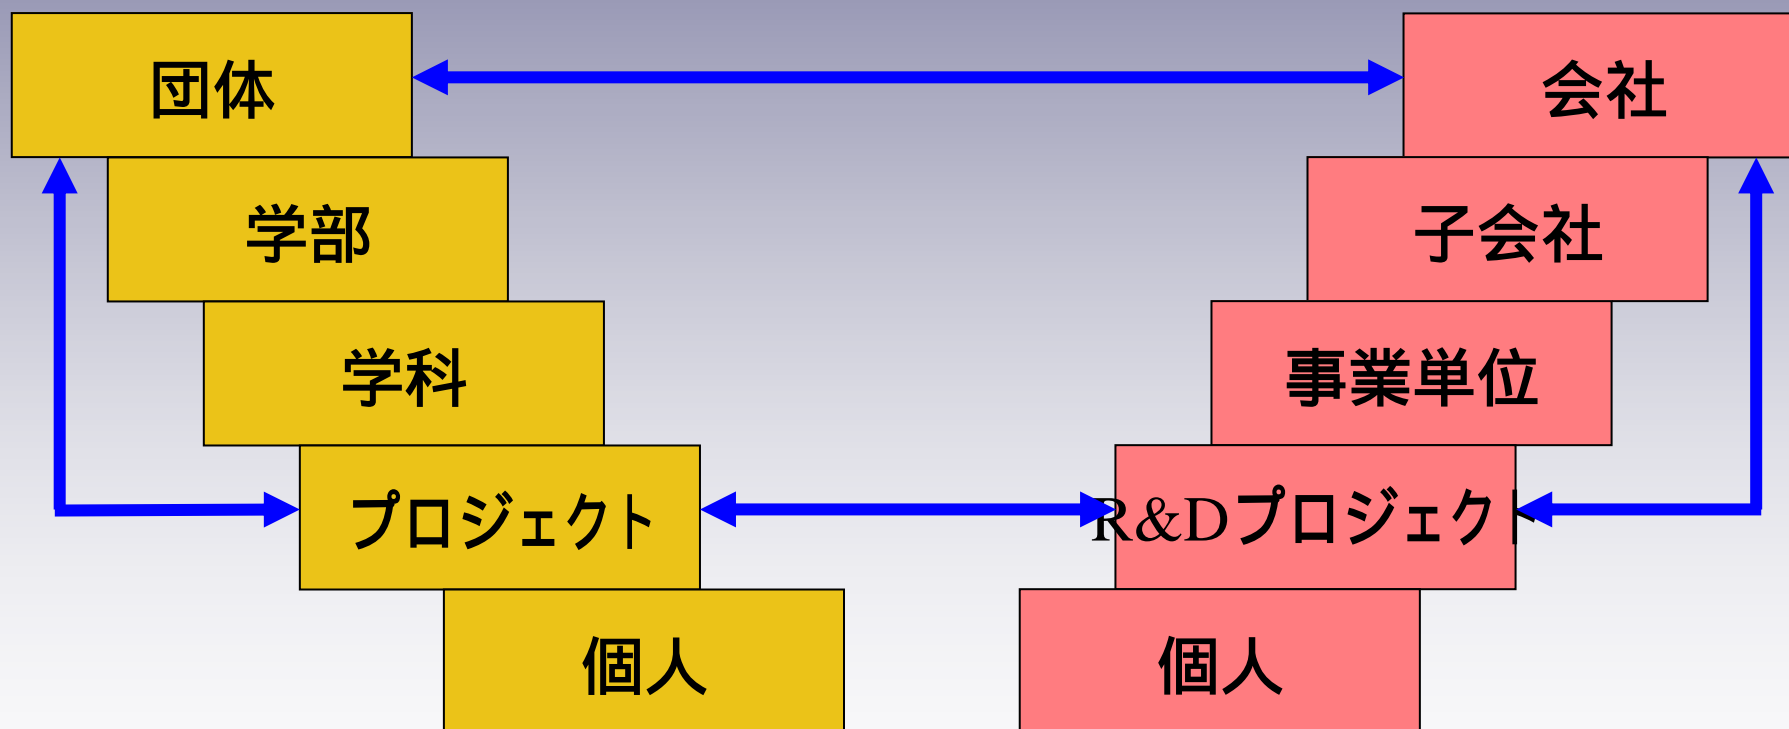 団体
会社
学部
子会社
学科
事業単位
プロジェクト
R&Dプロジェクト
個人
個人